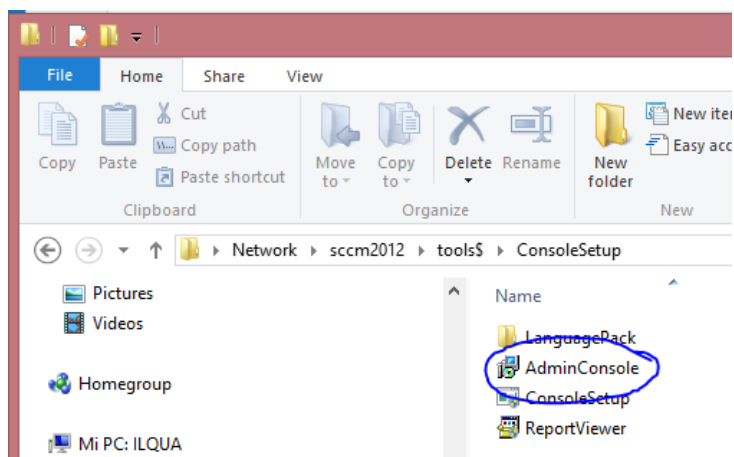 File Home Share View
Cut
Copy path
Paste shortcut
Copy Paste
Clipboard
Move to
Copy to
Delete Rename
Organize
New folder
New iter
Easy acc
New
Network sccm2012 tools$ ConsoleSetup
Pictures
Videos
Homegroup
Mi PC: ILQUA
Name
LanguagePack
AdminConsole
ConsoleSetup
ReportViewer